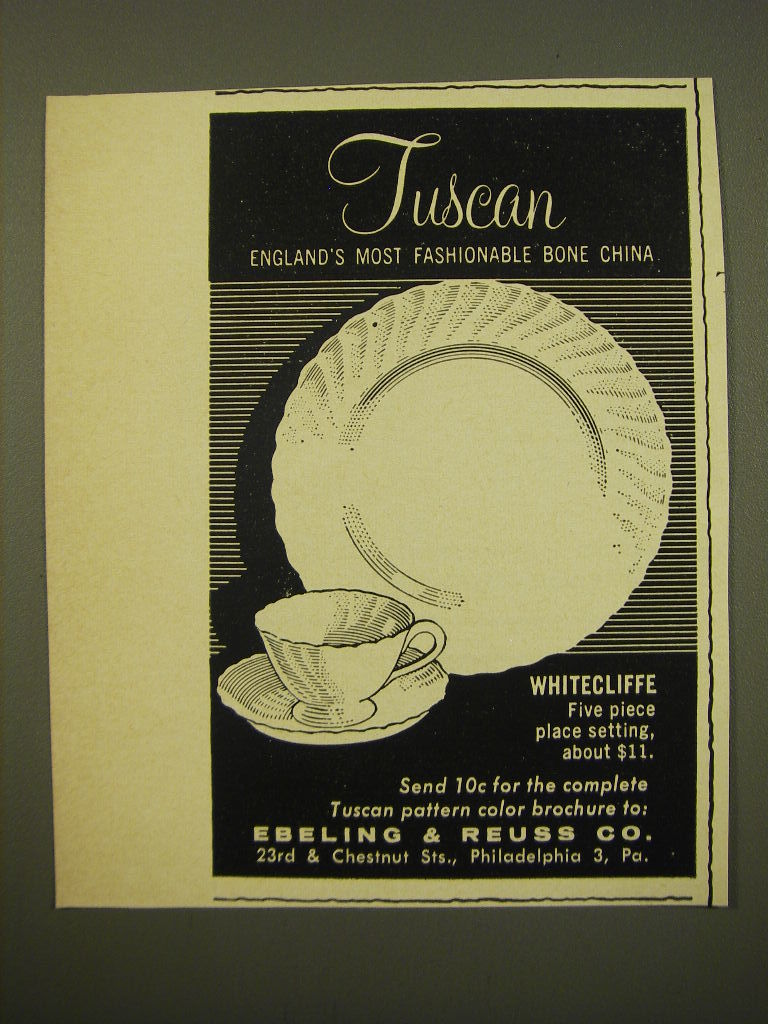 Tuscan
ENGLAND'S MOST FASHIONABLE BONE CHINA
WHITECLIFFE
Five piece
place setting,
about $11.
Send 10c for the complete
Tuscan pattern color brochure to:
EBELING & REUSS CO.
23rd & Chestnut Sts., Philadelphia 3, Pa.